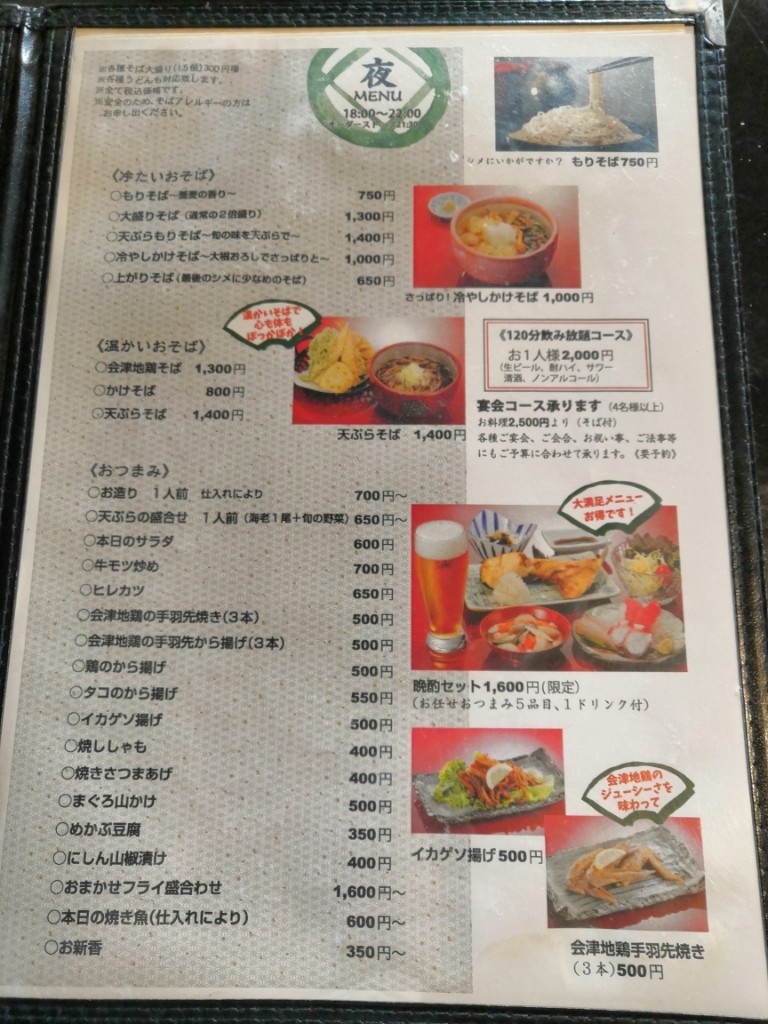 ※各種そば大盛り(1.5倍)300円増
※各種うどんも対応致します。
※全て税込価格です。
※安全のため、そばアレルギーの方は
お申し出ください。
夜
MENU
18:00〜22:00
オーダーストップ21:30
シメにいかがですか? もりそば750円
《冷たいおそば》
○もりそば〜蕎麦の香り〜 750円
○大盛りそば(通常の2倍盛り) 1,300円
○天ぷらもりそば〜旬の味を天ぷらで〜 1,400円
○冷やしかけそば〜大根おろしでさっぱりと〜 1,000円
○上がりそば(最後のシメに少なめのそば) 650円
さっぱり!冷やしかけそば 1,000円
温かいそばで
心も体も
ぽっかぽか!
《温かいおそば》
○会津地鶏そば 1,300円
○かけそば 800円
○天ぷらそば 1,400円
天ぷらそば 1,400円
《120分飲み放題コース》
お1人様2,000円
(生ビール、酎ハイ、サワー
清酒、ノンアルコール)
宴会コース承ります(4名様以上)
お料理2,500円より(そば付)
各種ご宴会、ご会合、お祝い事、ご法事等
にもご予算に合わせて承ります。《要予約》
《おつまみ》
○お造り 1人前 仕入れにより 700円〜
○天ぷらの盛合せ 1人前(海老1尾+旬の野菜) 650円〜
○本日のサラダ 600円
○牛モツ炒め 700円
○ヒレカツ 650円
○会津地鶏の手羽先焼き(3本) 500円
○会津地鶏の手羽先から揚げ(3本) 500円
○鶏のから揚げ 500円
○タコのから揚げ 550円
○イカゲソ揚げ 500円
○焼ししゃも 400円
○焼きさつまあげ 400円
○まぐろ山かけ 500円
○めかぶ豆腐 350円
○にしん山椒漬け 400円
○おまかせフライ盛合わせ 1,600円〜
○本日の焼き魚(仕入れにより) 600円〜
○お新香 350円〜
大満足メニュー
お得です!
晩酌セット1,600円(限定)
(お任せおつまみ5品目、1ドリンク付)
イカゲソ揚げ500円
会津地鶏の
ジューシーさを
味わって
会津地鶏手羽先焼き
(3本)500円